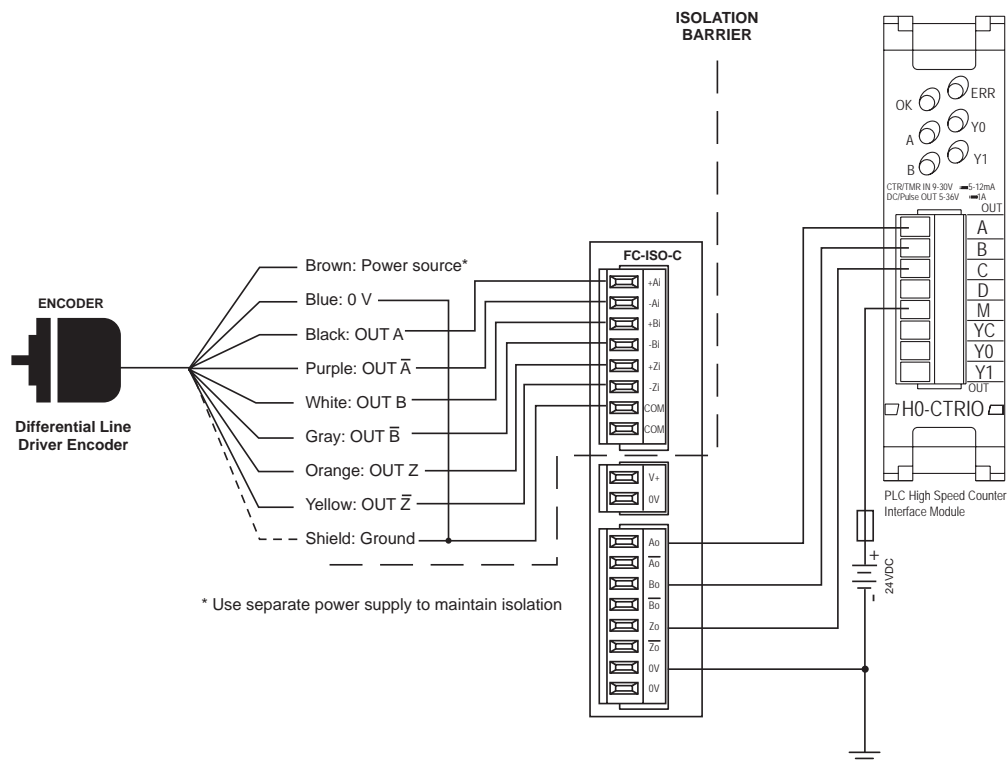 ISOLATION
BARRIER
OK
ERR
A
Y0
B
Y1
CTR/TMR IN 9-30V 5-12mA
DC/Pulse OUT 5-36V 1A
OUT
A
B
C
D
M
YC
Y0
Y1
OUT
H0-CTRIO
PLC High Speed Counter
Interface Module
ENCODER
Differential Line
Driver Encoder
Brown: Power source*
Blue: 0 V
Black: OUT A
Purple: OUT A̅
White: OUT B
Gray: OUT B̅
Orange: OUT Z
Yellow: OUT Z̅
Shield: Ground
* Use separate power supply to maintain isolation
FC-ISO-C
+Ai
-Ai
+Bi
-Bi
+Zi
-Zi
COM
COM
V+
0V
Ao
A̅o̅
Bo
B̅o̅
Zo
Z̅o̅
0V
0V
+
24VDC
-